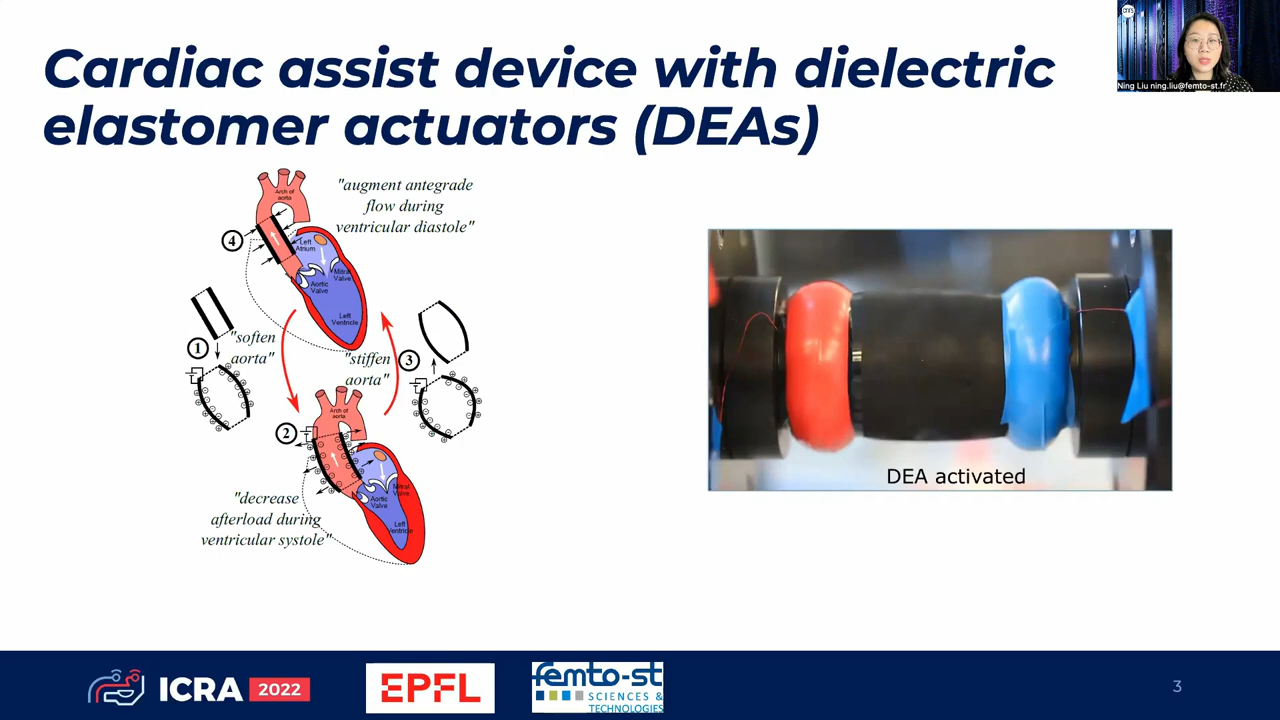 Cardiac assist device with dielectric
elastomer actuators (DEAs)
cnrs
Ning Liu ning.liu@femto-st.fr
"augment antegrade
flow during
ventricular diastole"
Arch of
aorta
4
Left
Atrium
Mitral
Valve
Aortic
Valve
Left
Ventricle
1
"soften
aorta"
"stiffen
aorta"
3
Arch of
aorta
2
Mitral
Valve
Aortic
Valve
Left
Ventricle
"decrease
afterload during
ventricular systole"
DEA activated
ICRA 2022
EPFL
femto-st
SCIENCES &
TECHNOLOGIES
3